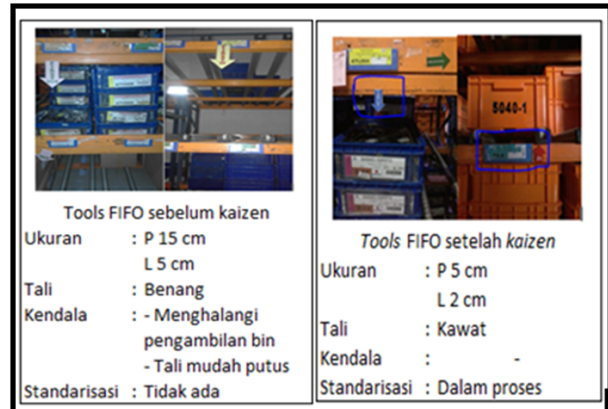 5040-1
Tools FIFO sebelum kaizen
Ukuran : P 15 cm
L 5 cm
Tali : Benang
Kendala : - Menghalangi
pengambilan bin
- Tali mudah putus
Standarisasi : Tidak ada
Tools FIFO setelah kaizen
Ukuran : P 5 cm
L 2 cm
Tali : Kawat
Kendala : -
Standarisasi : Dalam proses